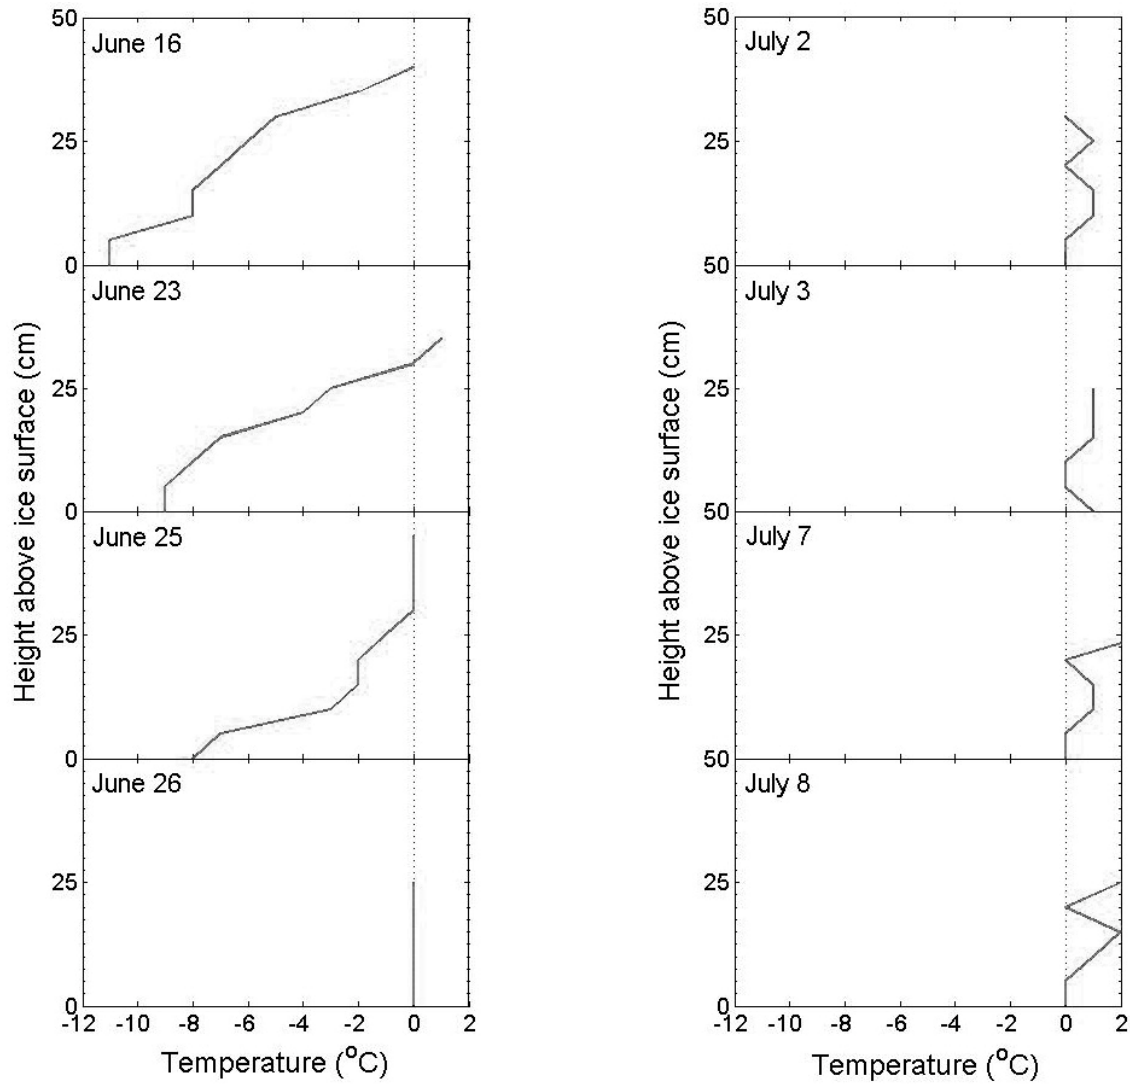 50
June 16
25
0
June 23
25
0
June 25
25
0
June 26
25
0
-12 -10 -8 -6 -4 -2 0 2
Temperature (°C)
Height above ice surface (cm)
50
July 2
25
50
July 3
25
50
July 7
25
50
July 8
25
0
-12 -10 -8 -6 -4 -2 0 2
Temperature (°C)
Height above ice surface (cm)